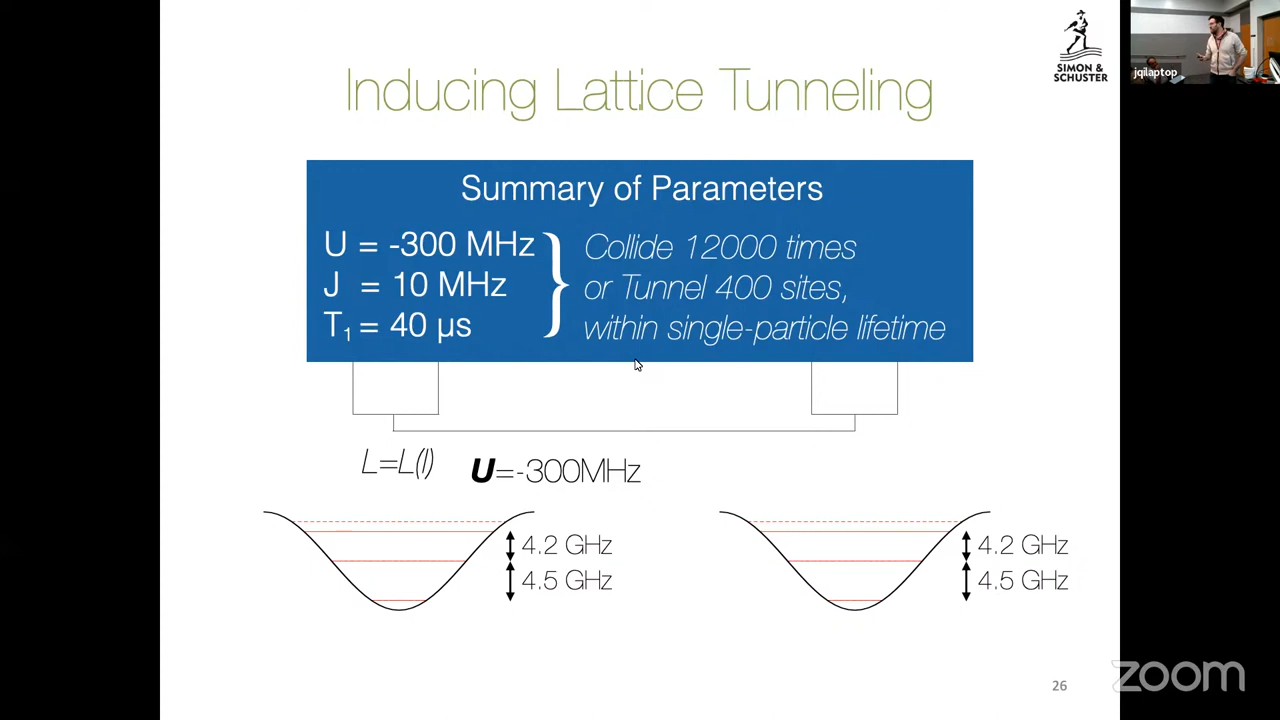 SIMON &
SCHUSTER
jqilaptop
Inducing Lattice Tunneling
Summary of Parameters
U = -300 MHz
J = 10 MHz
T₁ = 40 µs
Collide 12000 times
or Tunnel 400 sites,
within single-particle lifetime
L=L(I)
U=-300MHz
4.2 GHz
4.5 GHz
4.2 GHz
4.5 GHz
26
zoom